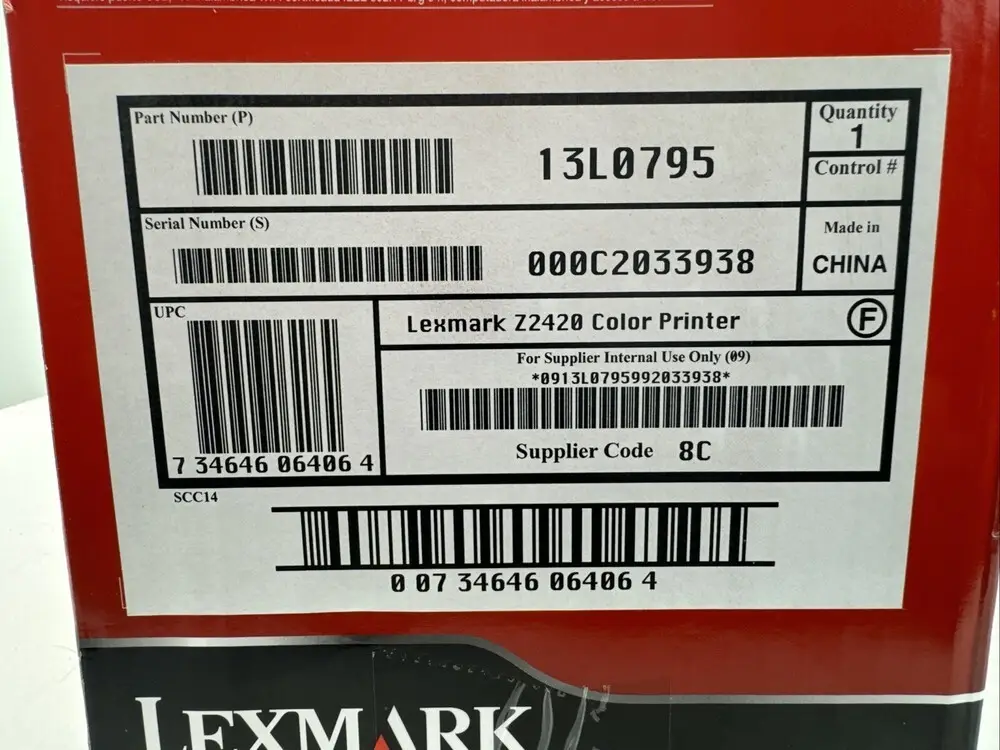 Part Number (P)
13L0795
Quantity
1
Control #
Serial Number (S)
000C2033938
Made in
CHINA
UPC
7 34646 06406 4
Lexmark Z2420 Color Printer
F
For Supplier Internal Use Only (09)
*0913L0795992033938*
Supplier Code 8C
SCC14
0 07 34646 06406 4
LEXMARK